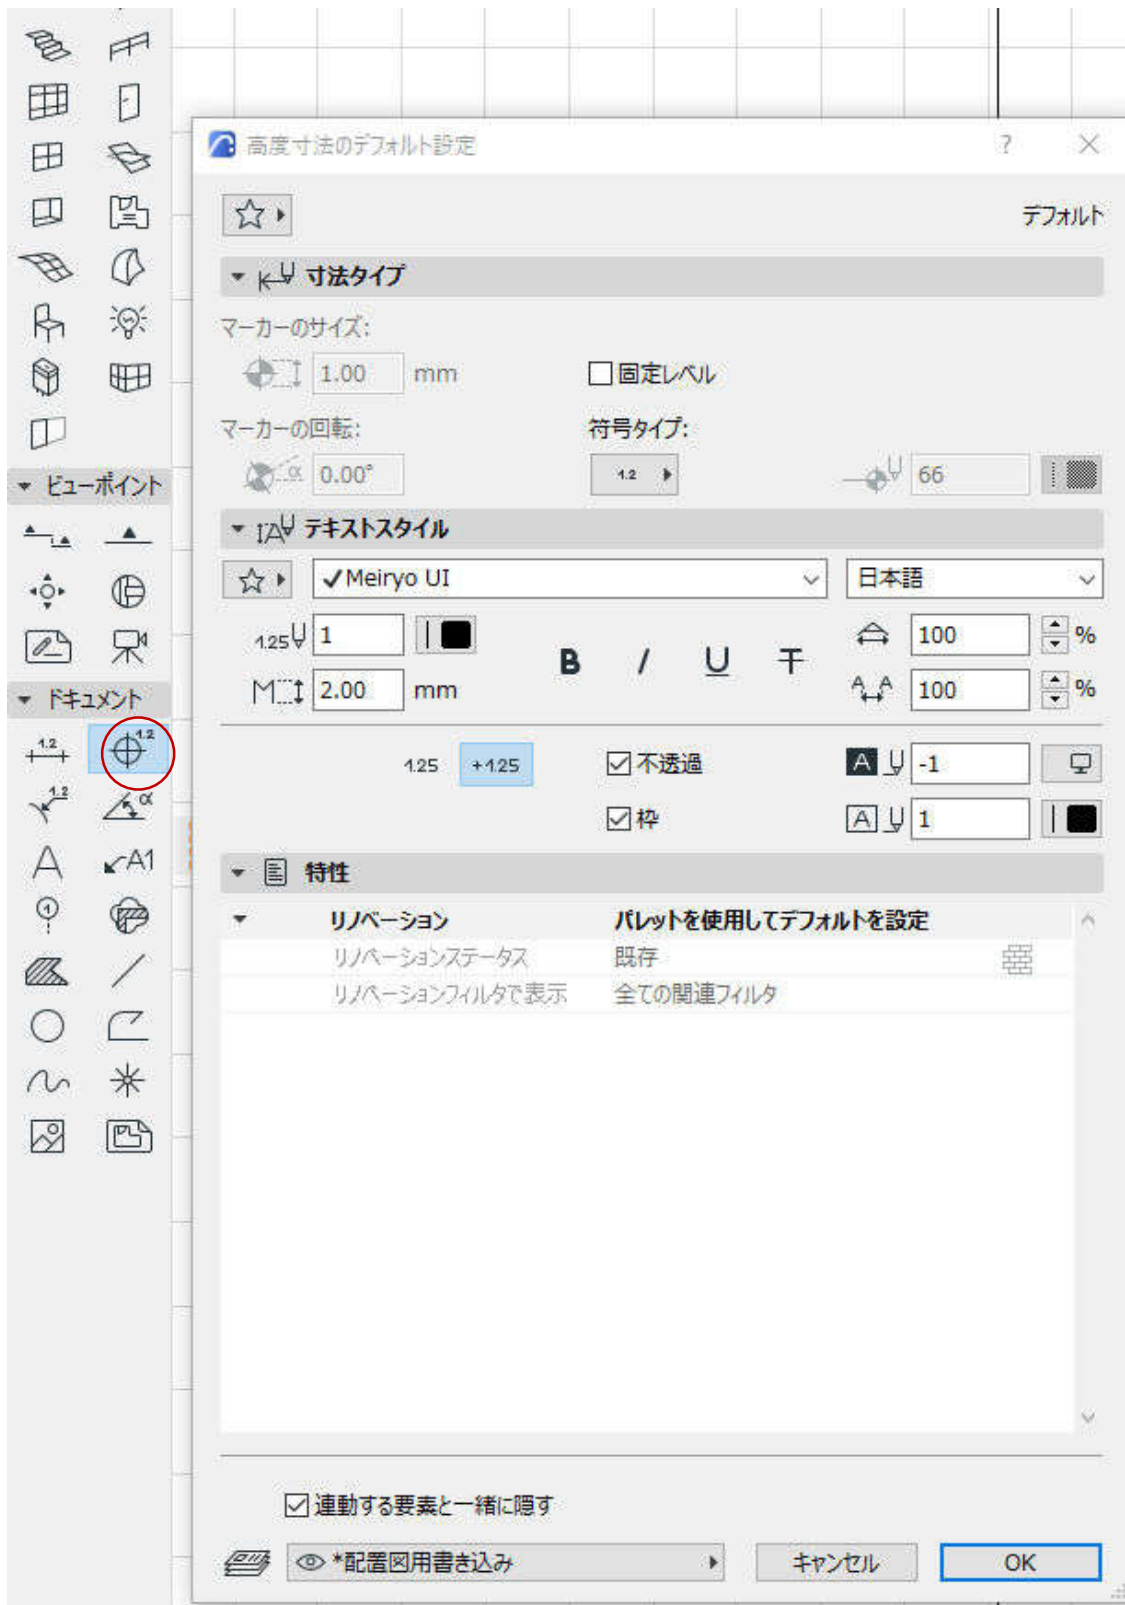 高度寸法のデフォルト設定
?
デフォルト
寸法タイプ
マーカーのサイズ:
1.00 mm
固定レベル
マーカーの回転:
符号タイプ:
α 0.00°
1.2
66
ビューポイント
テキストスタイル
Meiryo UI
日本語
1.25 1
100 %
B / U T
M 2.00 mm
A A 100 %
ドキュメント
1.2
1.2
1.25 +1.25
不透過
A -1
1.2
α
枠
A 1
A
A1
特性
1
リノベーション パレットを使用してデフォルトを設定
リノベーションステータス 既存
リノベーションフィルタで表示 全ての関連フィルタ
連動する要素と一緒に隠す
*配置図用書き込み
キャンセル
OK